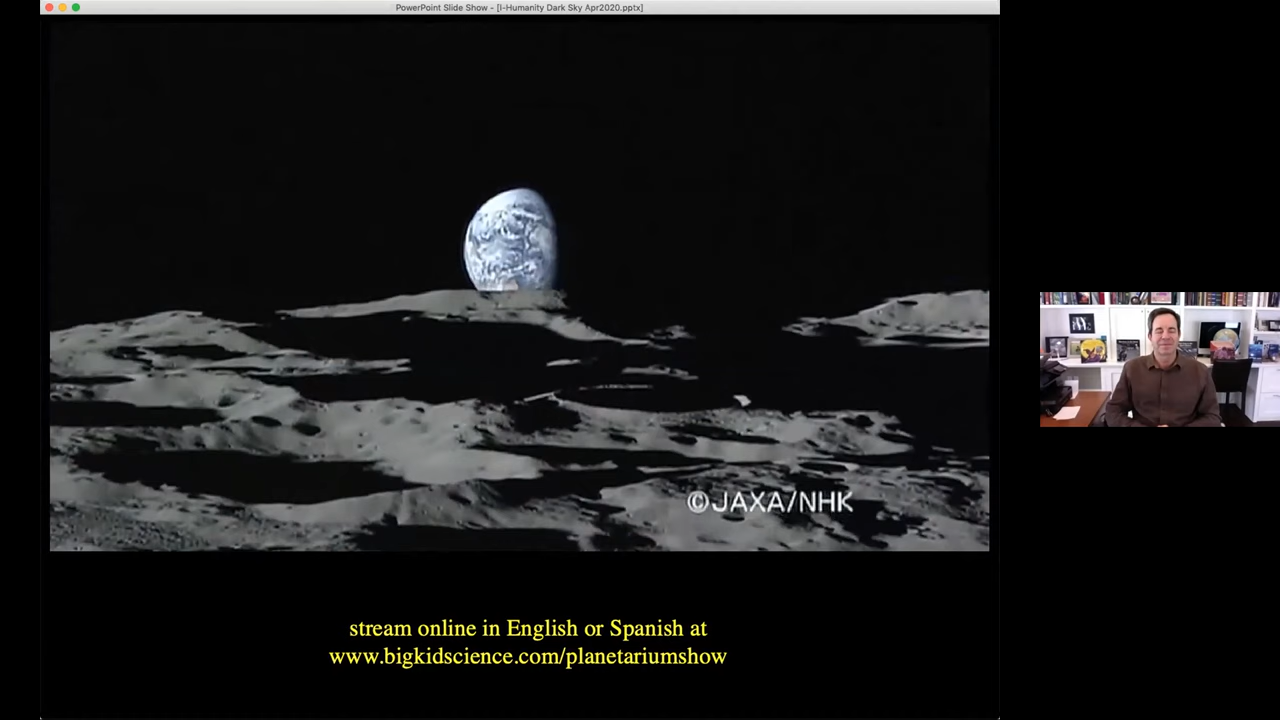 PowerPoint Slide Show - [I-Humanity Dark Sky Apr2020.pptx]
©JAXA/NHK
stream online in English or Spanish at
www.bigkidscience.com/planetariumshow